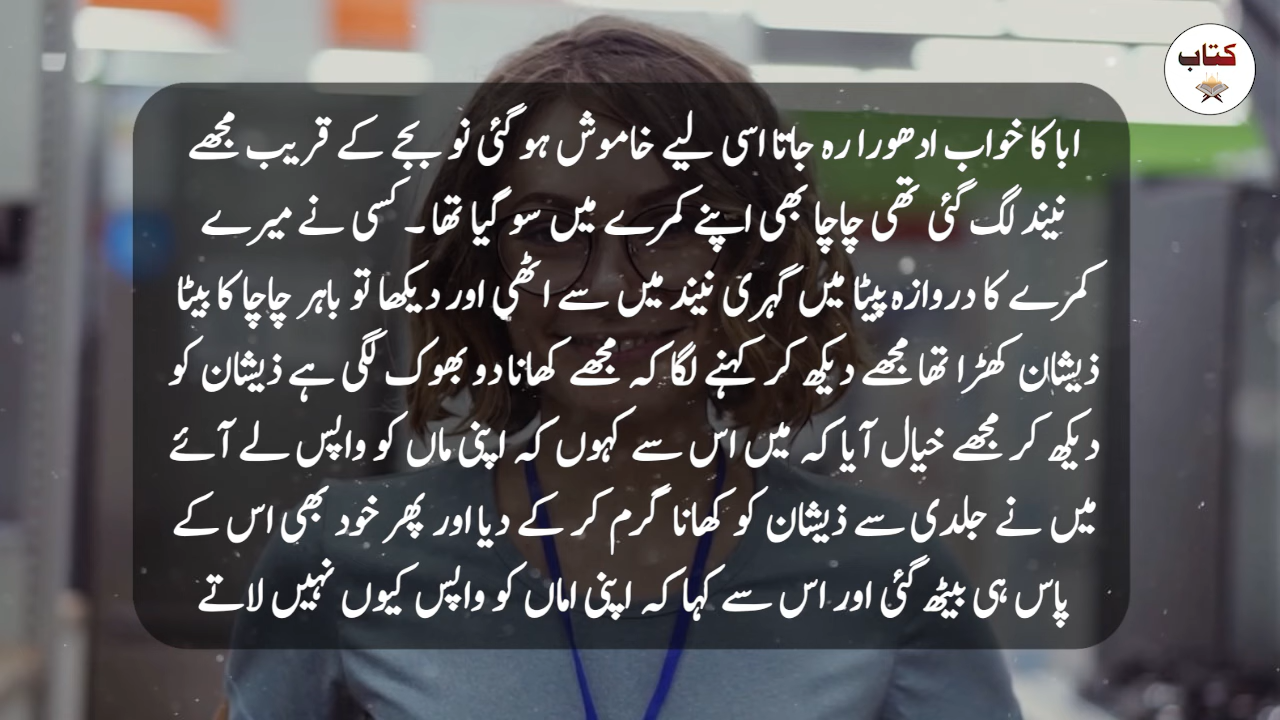 کتاب
ابا کا خواب ادھورا رہ جاتا اسی لیے خاموش ہو گئی نو بجے کے قریب مجھے
نیند لگ گئی تھی چاچا بھی اپنے کمرے میں سو گیا تھا۔ کسی نے میرے
کمرے کا دروازہ پیٹا میں گہری نیند میں سے اٹھی اور دیکھا تو باہر چاچا کا بیٹا
ذیشان کھڑا تھا مجھے دیکھ کر کہنے لگا کہ مجھے کھانا دو بھوک لگی ہے ذیشان کو
دیکھ کر مجھے خیال آیا کہ میں اس سے کہوں کہ اپنی ماں کو واپس لے آئے
میں نے جلدی سے ذیشان کو کھانا گرم کر کے دیا اور پھر خود بھی اس کے
پاس ہی بیٹھ گئی اور اس سے کہا کہ اپنی اماں کو واپس کیوں نہیں لاتے